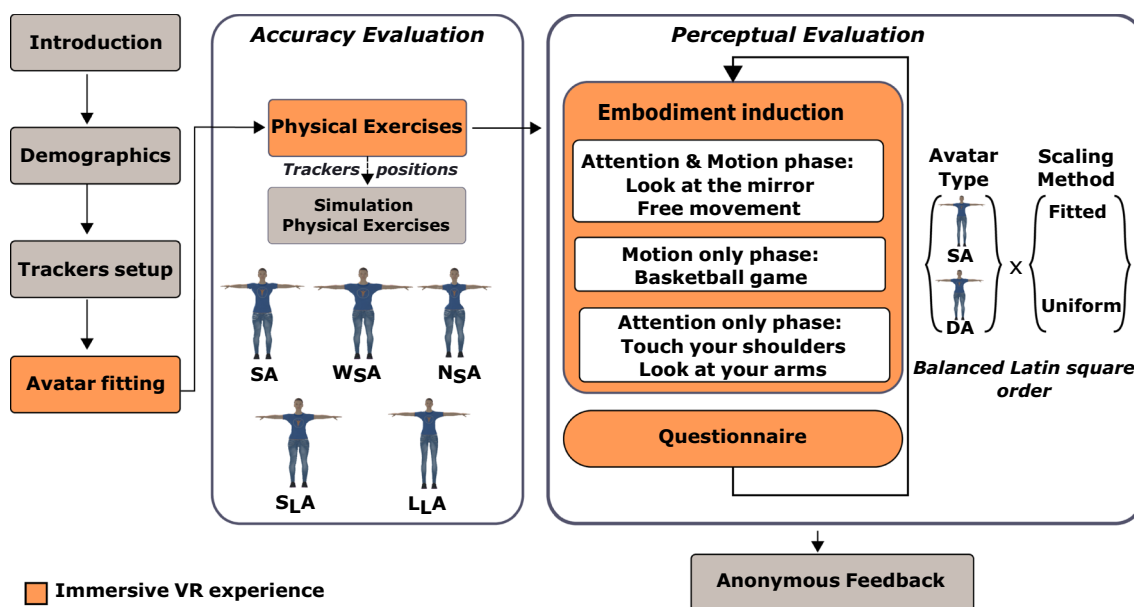 Introduction
Demographics
Trackers setup
Avatar fitting
Accuracy Evaluation
Physical Exercises
Trackers positions
Simulation
Physical Exercises
SA
WSA
NSA
SLA
LLA
Perceptual Evaluation
Embodiment induction
Attention & Motion phase:
Look at the mirror
Free movement
Motion only phase:
Basketball game
Attention only phase:
Touch your shoulders
Look at your arms
Questionnaire
Avatar
Type
SA
DA
x
Scaling
Method
Fitted
Uniform
Balanced Latin square
order
Anonymous Feedback
Immersive VR experience